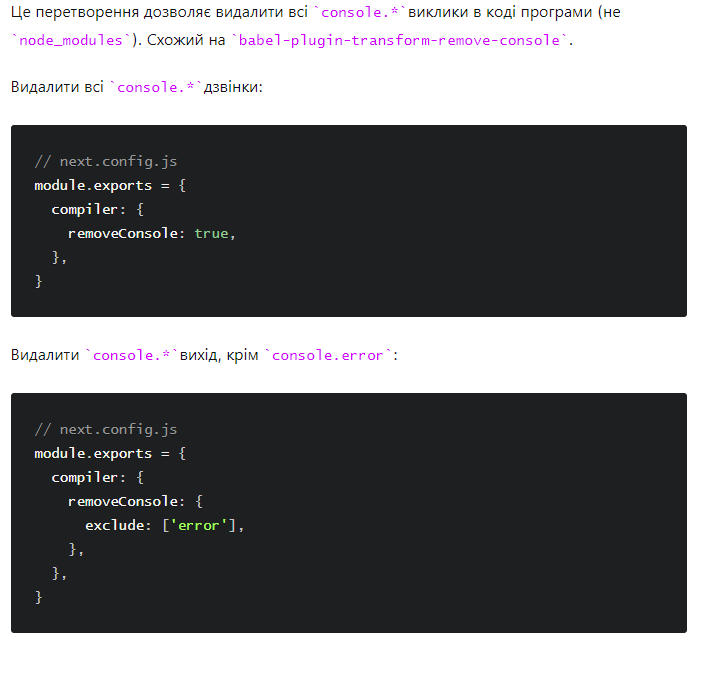 Це перетворення дозволяє видалити всі `console.*`виклики в коді програми (не
`node_modules`). Схожий на `babel-plugin-transform-remove-console`.
Видалити всі `console.*`дзвінки:
// next.config.js
module.exports = {
  compiler: {
    removeConsole: true,
  },
}
Видалити `console.*`вихід, крім `console.error`:
// next.config.js
module.exports = {
  compiler: {
    removeConsole: {
      exclude: ['error'],
    },
  },
}